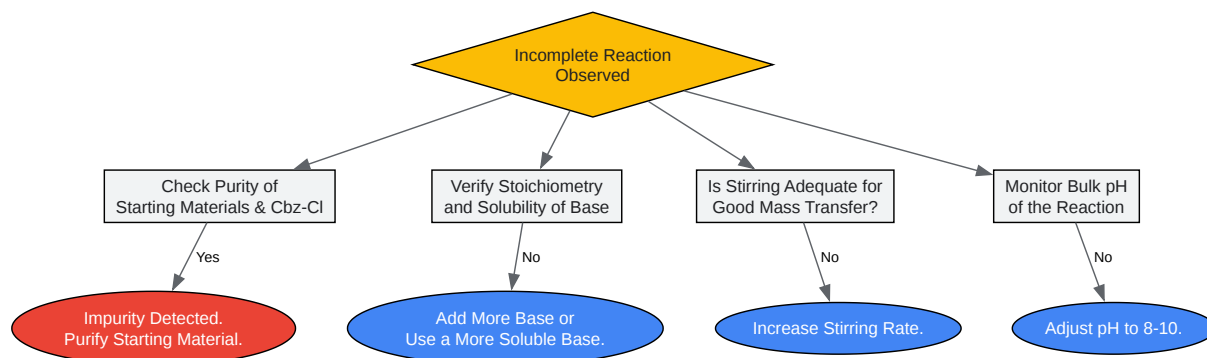 Incomplete Reaction
Observed
Check Purity of
Starting Materials & Cbz-Cl
Verify Stoichiometry
and Solubility of Base
Is Stirring Adequate for
Good Mass Transfer?
Monitor Bulk pH
of the Reaction
Yes
No
No
No
Impurity Detected.
Purify Starting Material.
Add More Base or
Use a More Soluble Base.
Increase Stirring Rate.
Adjust pH to 8-10.